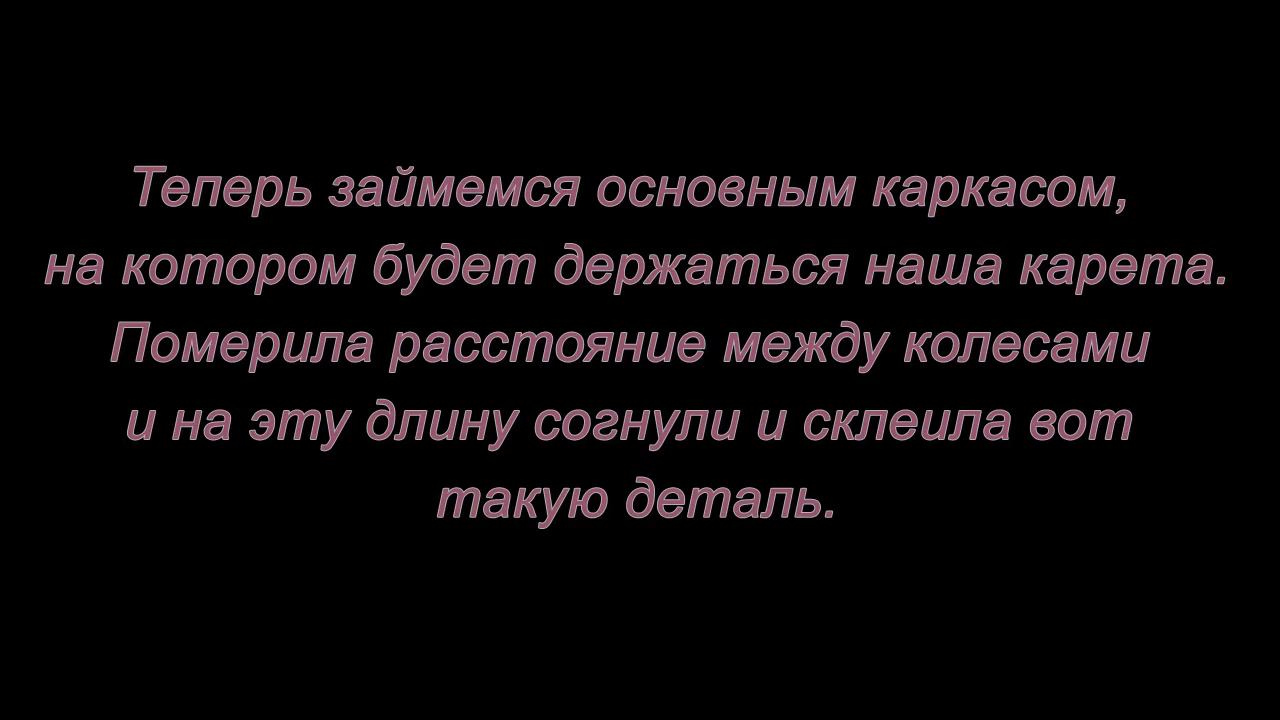 Теперь займемся основным каркасом,
на котором будет держаться наша карета.
Померила расстояние между колесами
и на эту длину согнули и склеила вот
такую деталь.